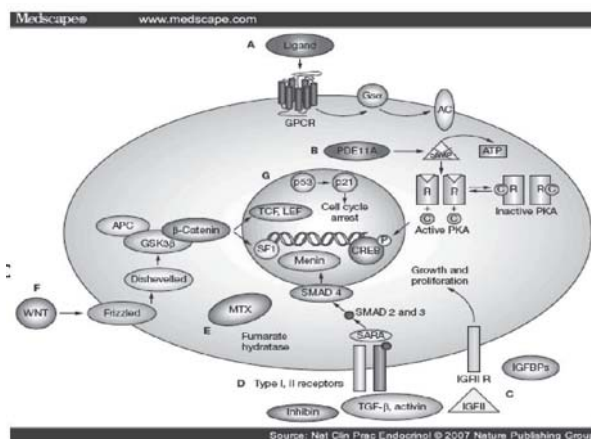 Medscape® www.medscape.com
A Ligand
GPCR
Gsα
AC
B PDE11A
cAMP
ATP
R R
C R R C
C C
Active PKA
Inactive PKA
G p53 p21
Cell cycle
arrest
TCF, LEF
SF1
CREB
P
Menin
APC
GSK3β
β-Catenin
Dishevelled
F
WNT
Frizzled
E MTX
Fumarate
hydratase
SMAD 4
SMAD 2 and 3
SARA
D Type I, II receptors
Inhibin
TGF-β, activin
Growth and
proliferation
IGFII R
IGFBPs
C
IGFII
Source: Nat Clin Prac Endocrinol © 2007 Nature Publishing Group